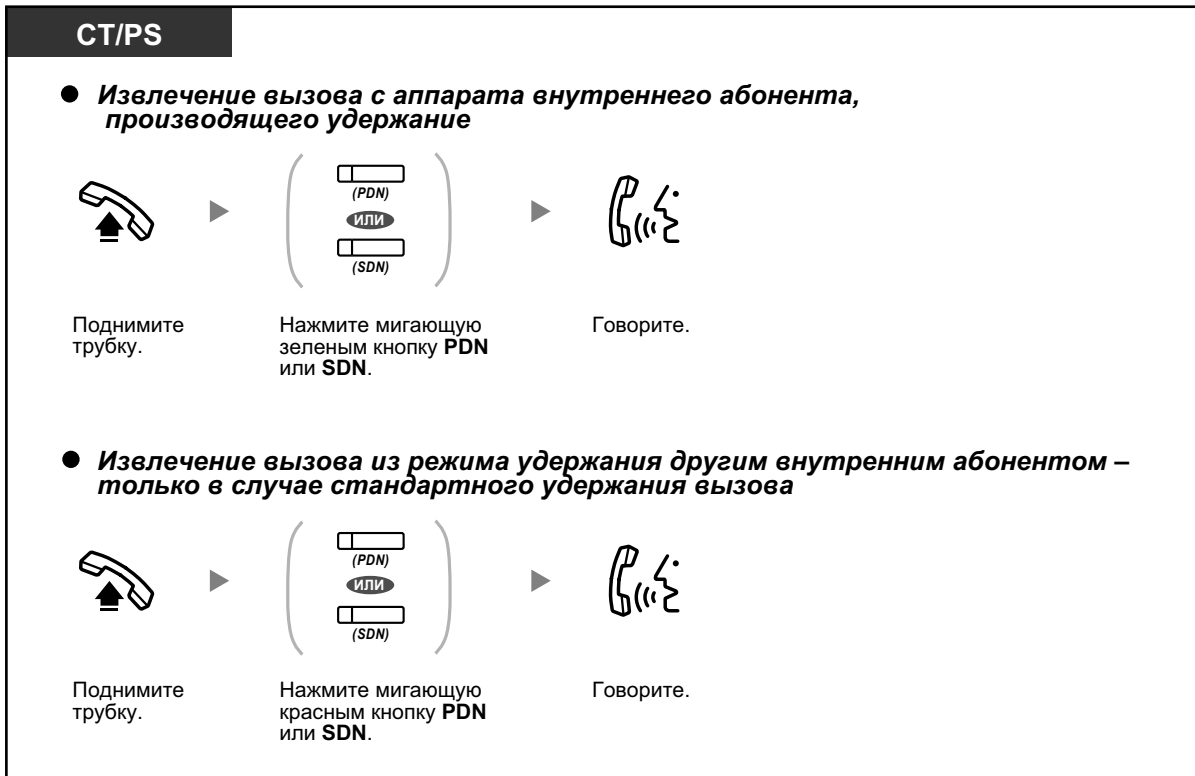 CT/PS
● Извлечение вызова с аппарата внутреннего абонента,
производящего удержание
(PDN)
или
(SDN)
Поднимите
трубку.
Нажмите мигающую
зеленым кнопку PDN
или SDN.
Говорите.
● Извлечение вызова из режима удержания другим внутренним абонентом –
только в случае стандартного удержания вызова
(PDN)
или
(SDN)
Поднимите
трубку.
Нажмите мигающую
красным кнопку PDN
или SDN.
Говорите.